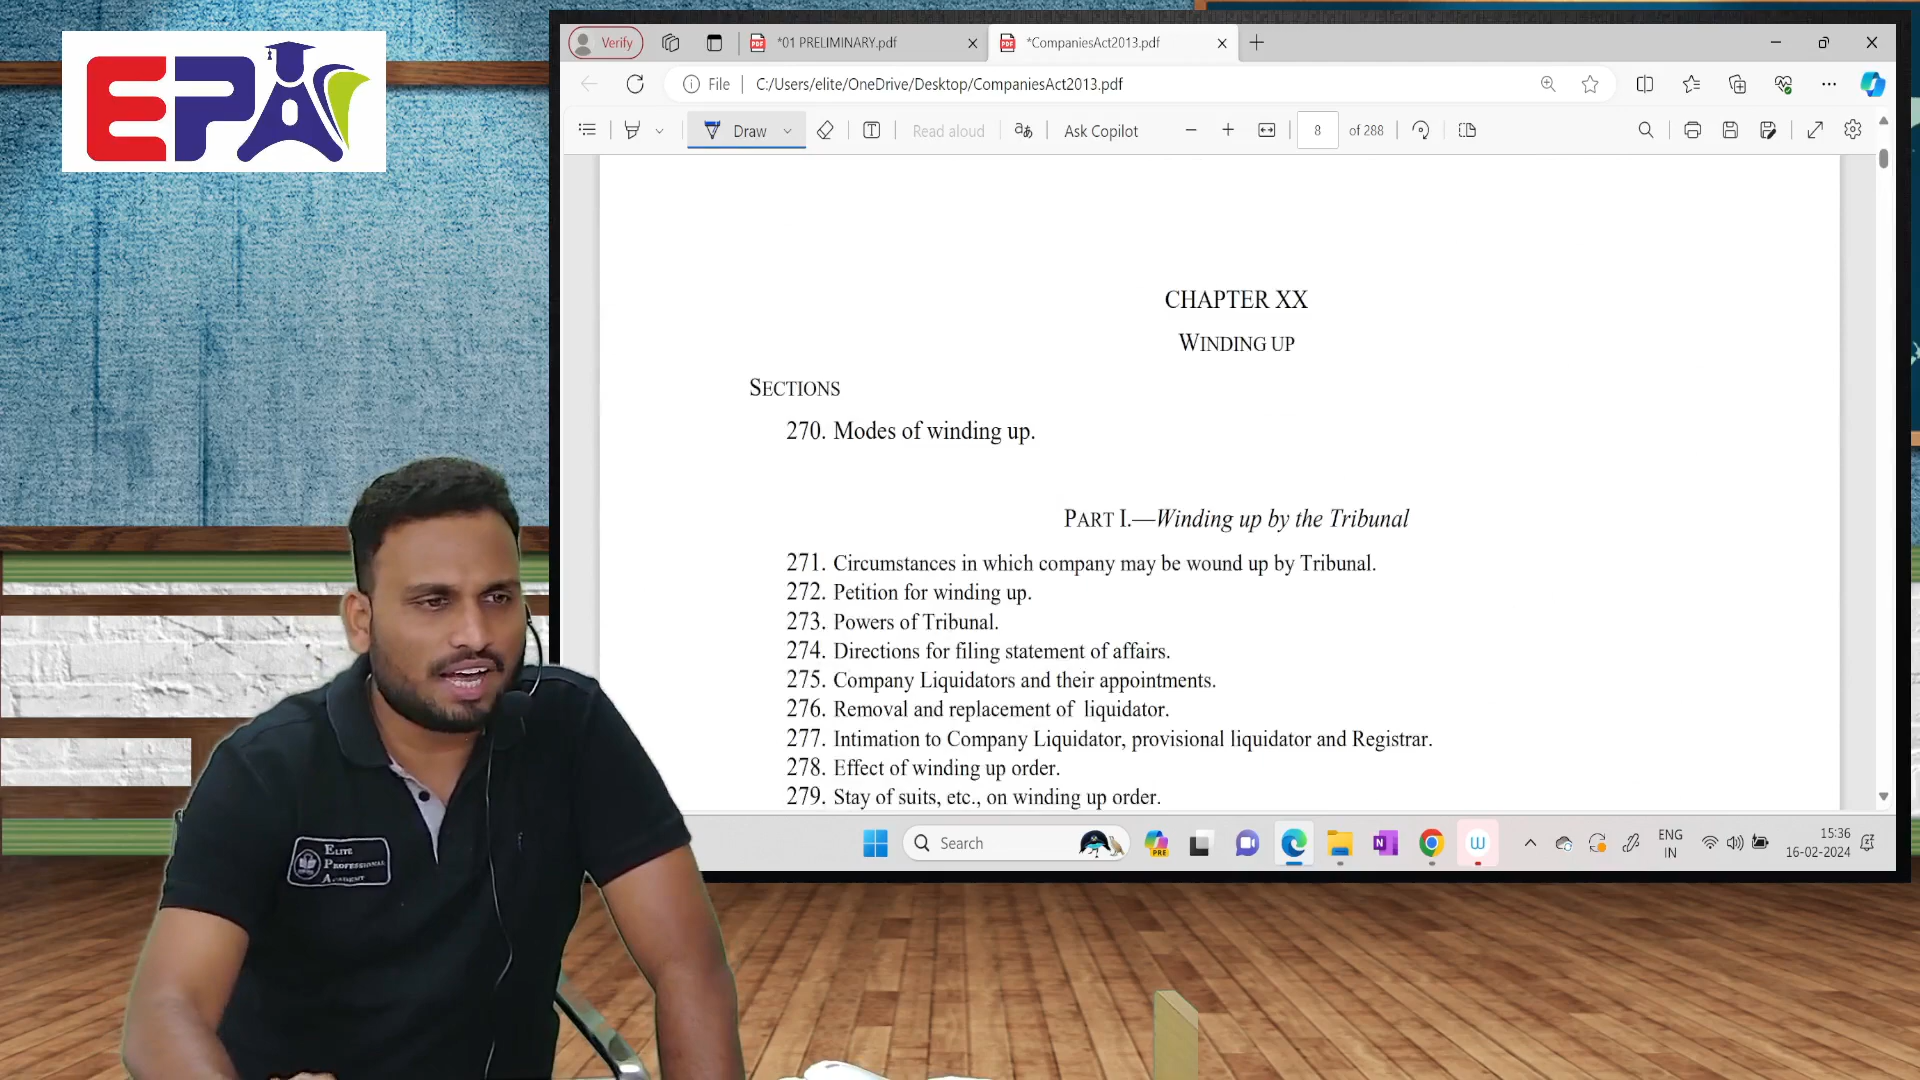 EPA
Verify
*01 PRELIMINARY.pdf
*CompaniesAct2013.pdf
File
C:/Users/elite/OneDrive/Desktop/CompaniesAct2013.pdf
Draw
Read aloud
Ask Copilot
8 of 288
CHAPTER XX
WINDING UP
SECTIONS
270. Modes of winding up.
PART I.—Winding up by the Tribunal
271. Circumstances in which company may be wound up by Tribunal.
272. Petition for winding up.
273. Powers of Tribunal.
274. Directions for filing statement of affairs.
275. Company Liquidators and their appointments.
276. Removal and replacement of liquidator.
277. Intimation to Company Liquidator, provisional liquidator and Registrar.
278. Effect of winding up order.
279. Stay of suits, etc., on winding up order.
Search
PRE
ENG
IN
15:36
16-02-2024
ELITE
PROFESSIONAL
ACADEMY